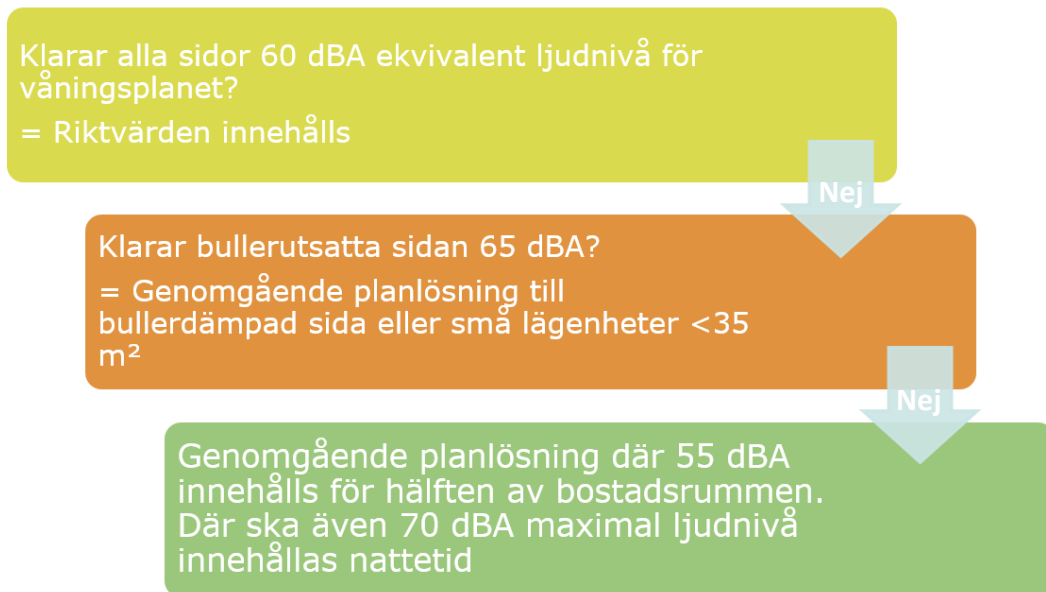 Klarar alla sidor 60 dBA ekvivalent ljudnivå för
våningsplanet?
= Riktvärden innehålls
Nej
Klarar bullerutsatta sidan 65 dBA?
= Genomgående planlösning till
bullerdämpad sida eller små lägenheter <35
m²
Nej
Genomgående planlösning där 55 dBA
innehålls för hälften av bostadsrummen.
Där ska även 70 dBA maximal ljudnivå
innehållas nattetid